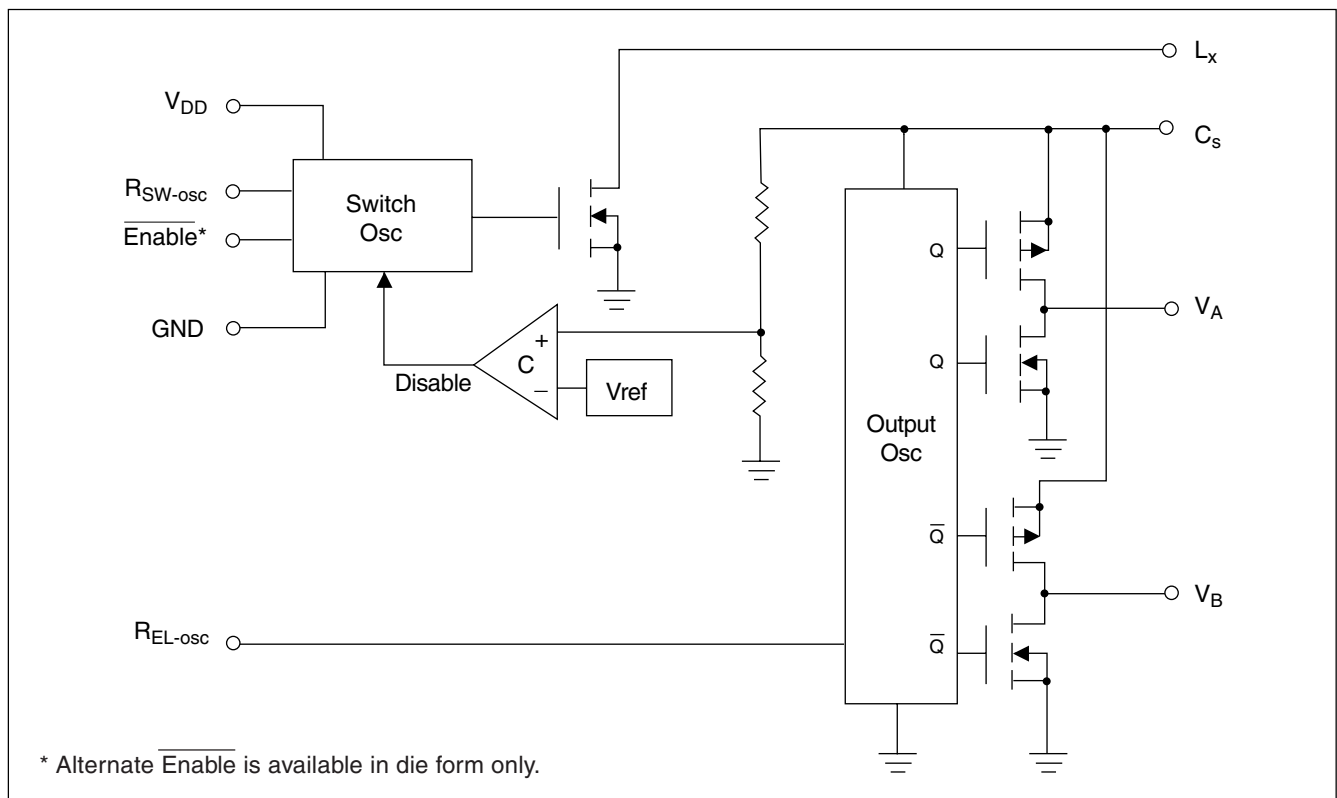 Lx
VDD
Cs
RSW-osc
Switch
Osc
Enable*
Q
GND
VA
+
C
−
Disable
Vref
Q
Output
Osc
Q̅
VB
REL-osc
Q̅
* Alternate Enable is available in die form only.